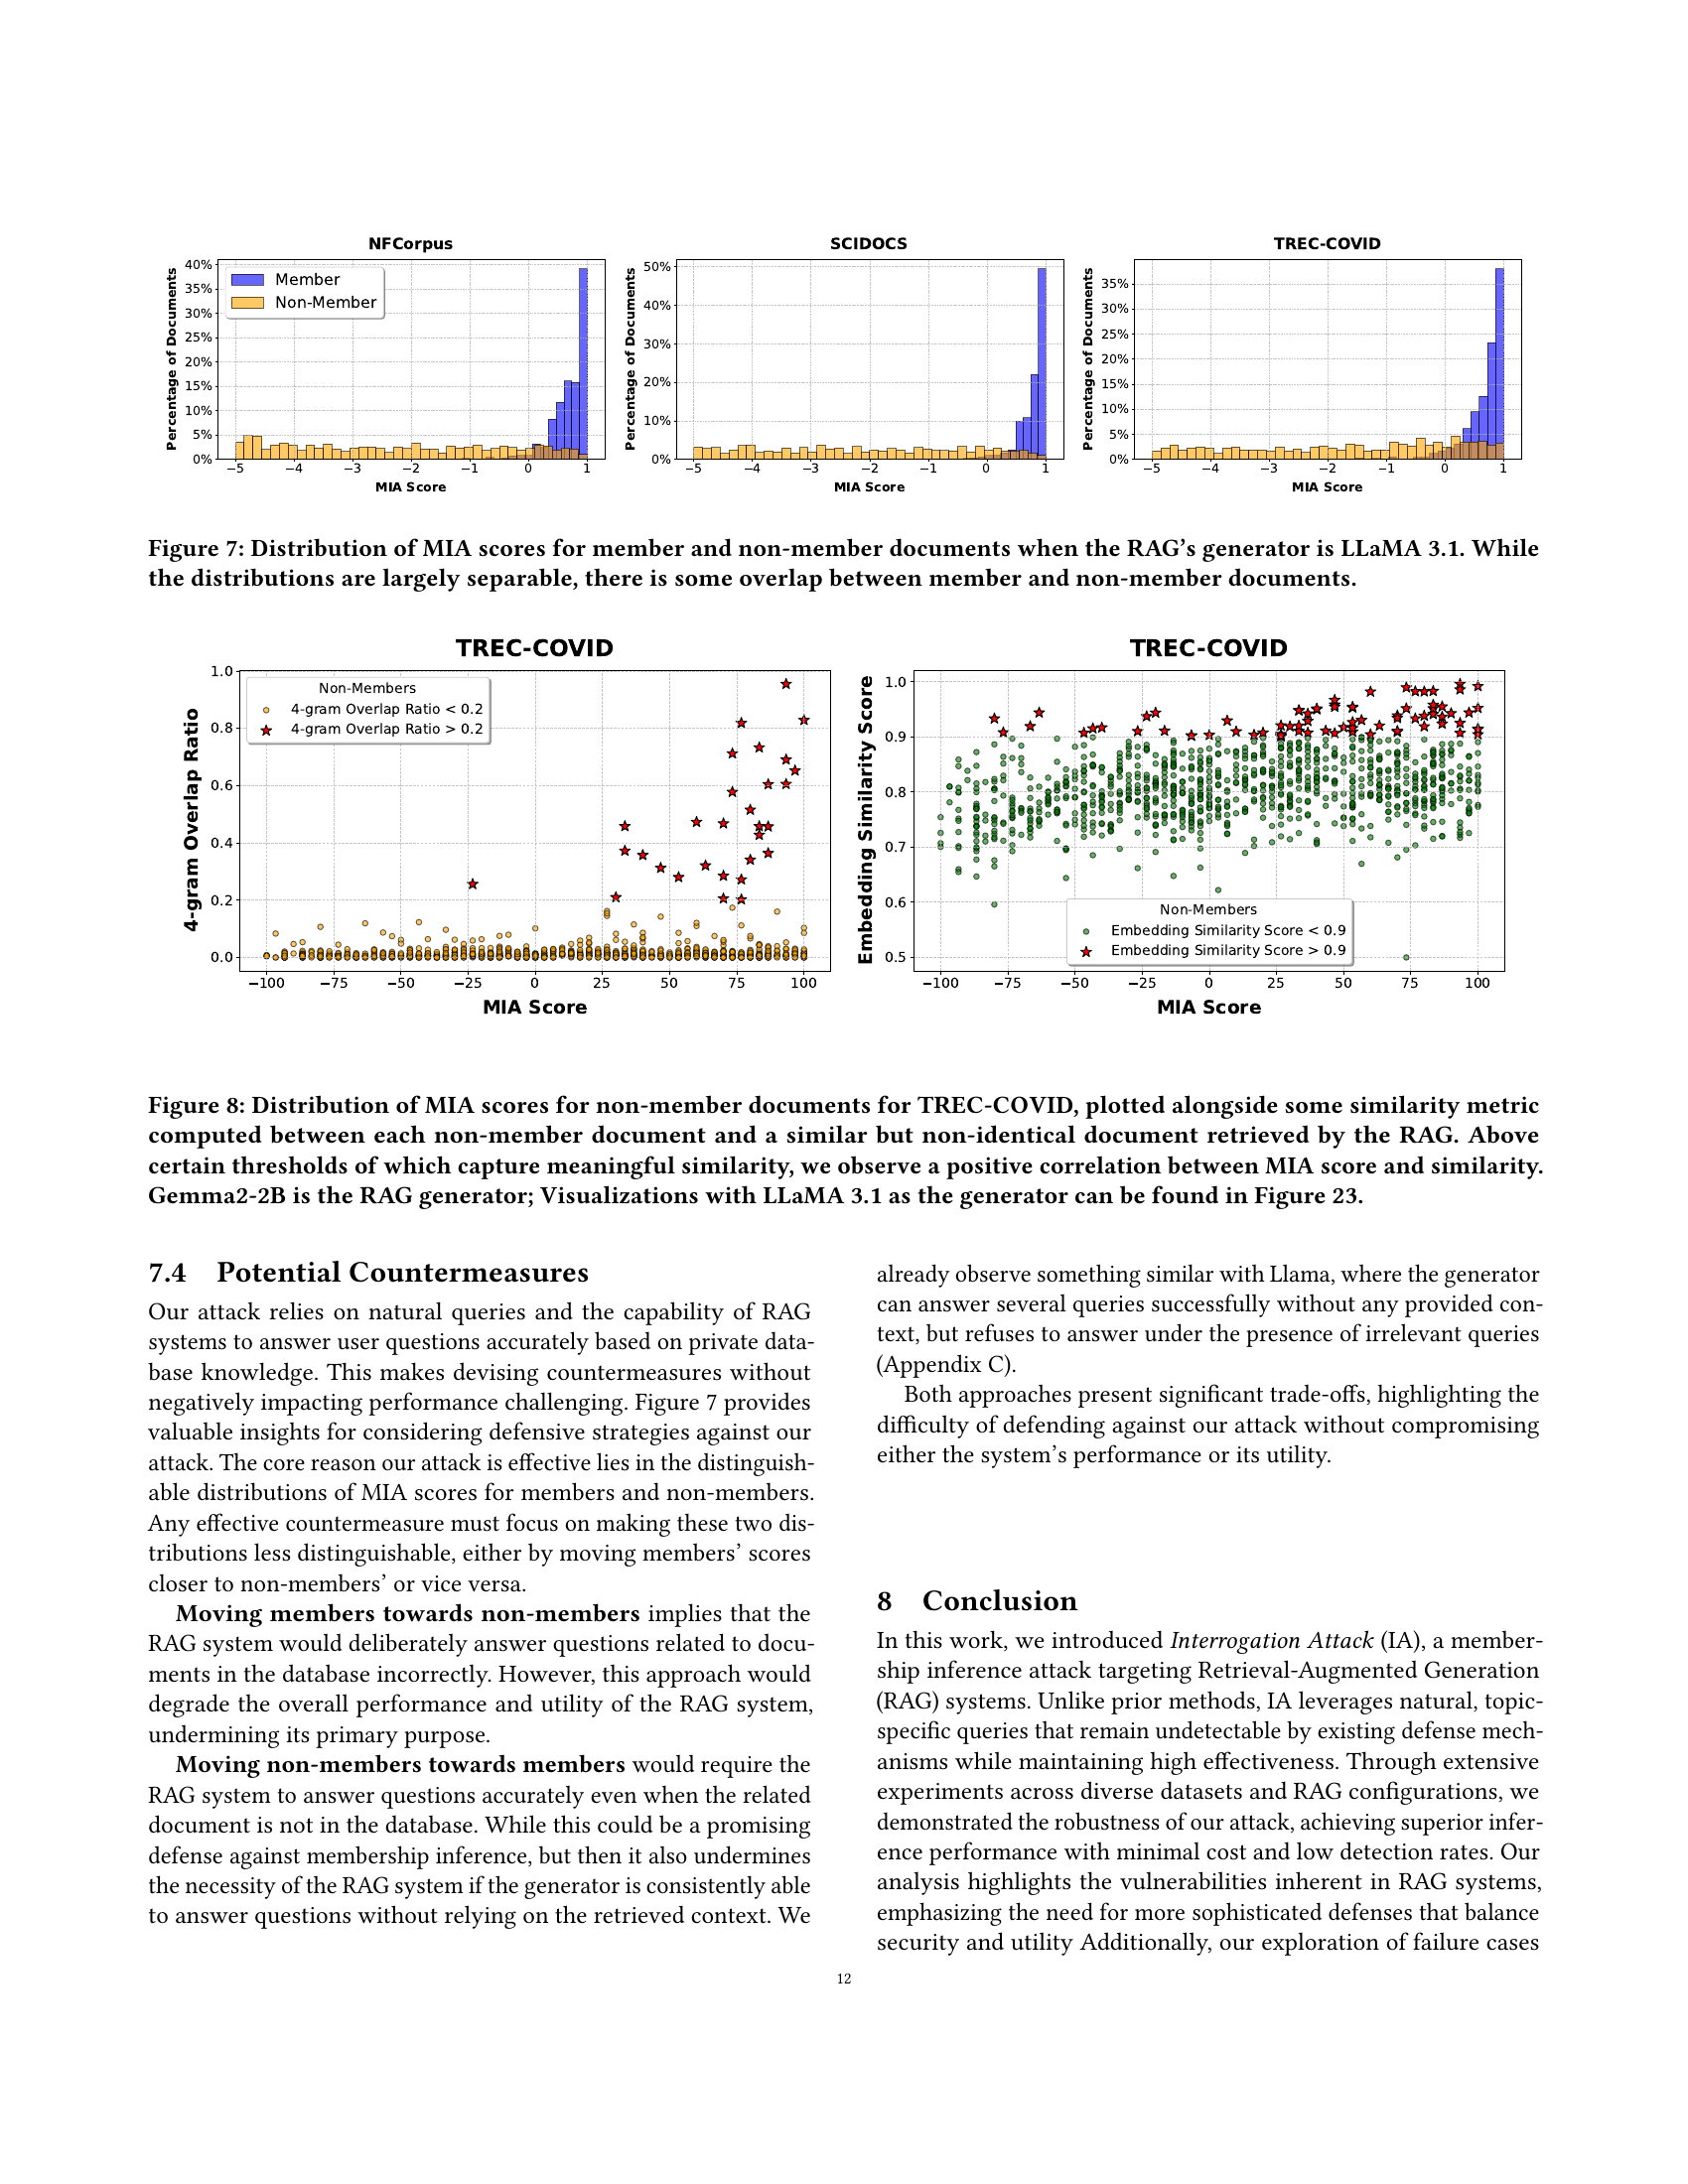 NFCorpus
SCIDOCS
TREC-COVID
Percentage of Documents
40%
35%
30%
25%
20%
15%
10%
5%
0%
Member
Non-Member
−5 −4 −3 −2 −1 0 1
MIA Score
Percentage of Documents
50%
40%
30%
20%
10%
0%
−5 −4 −3 −2 −1 0 1
MIA Score
Percentage of Documents
35%
30%
25%
20%
15%
10%
5%
0%
−5 −4 −3 −2 −1 0 1
MIA Score
Figure 7: Distribution of MIA scores for member and non-member documents when the RAG’s generator is LLaMA 3.1. While
the distributions are largely separable, there is some overlap between member and non-member documents.
TREC-COVID
4-gram Overlap Ratio
1.0
0.8
0.6
0.4
0.2
0.0
Non-Members
4-gram Overlap Ratio < 0.2
4-gram Overlap Ratio > 0.2
−100 −75 −50 −25 0 25 50 75 100
MIA Score
TREC-COVID
Embedding Similarity Score
1.0
0.9
0.8
0.7
0.6
0.5
Non-Members
Embedding Similarity Score < 0.9
Embedding Similarity Score > 0.9
−100 −75 −50 −25 0 25 50 75 100
MIA Score
Figure 8: Distribution of MIA scores for non-member documents for TREC-COVID, plotted alongside some similarity metric
computed between each non-member document and a similar but non-identical document retrieved by the RAG. Above
certain thresholds of which capture meaningful similarity, we observe a positive correlation between MIA score and similarity.
Gemma2-2B is the RAG generator; Visualizations with LLaMA 3.1 as the generator can be found in Figure 23.
7.4 Potential Countermeasures
Our attack relies on natural queries and the capability of RAG
systems to answer user questions accurately based on private data-
base knowledge. This makes devising countermeasures without
negatively impacting performance challenging. Figure 7 provides
valuable insights for considering defensive strategies against our
attack. The core reason our attack is effective lies in the distinguish-
able distributions of MIA scores for members and non-members.
Any effective countermeasure must focus on making these two dis-
tributions less distinguishable, either by moving members’ scores
closer to non-members’ or vice versa.
Moving members towards non-members implies that the
RAG system would deliberately answer questions related to docu-
ments in the database incorrectly. However, this approach would
degrade the overall performance and utility of the RAG system,
undermining its primary purpose.
Moving non-members towards members would require the
RAG system to answer questions accurately even when the related
document is not in the database. While this could be a promising
defense against membership inference, but then it also undermines
the necessity of the RAG system if the generator is consistently able
to answer questions without relying on the retrieved context. We
already observe something similar with Llama, where the generator
can answer several queries successfully without any provided con-
text, but refuses to answer under the presence of irrelevant queries
(Appendix C).
Both approaches present significant trade-offs, highlighting the
difficulty of defending against our attack without compromising
either the system’s performance or its utility.
8 Conclusion
In this work, we introduced Interrogation Attack (IA), a member-
ship inference attack targeting Retrieval-Augmented Generation
(RAG) systems. Unlike prior methods, IA leverages natural, topic-
specific queries that remain undetectable by existing defense mech-
anisms while maintaining high effectiveness. Through extensive
experiments across diverse datasets and RAG configurations, we
demonstrated the robustness of our attack, achieving superior infer-
ence performance with minimal cost and low detection rates. Our
analysis highlights the vulnerabilities inherent in RAG systems,
emphasizing the need for more sophisticated defenses that balance
security and utility Additionally, our exploration of failure cases
12